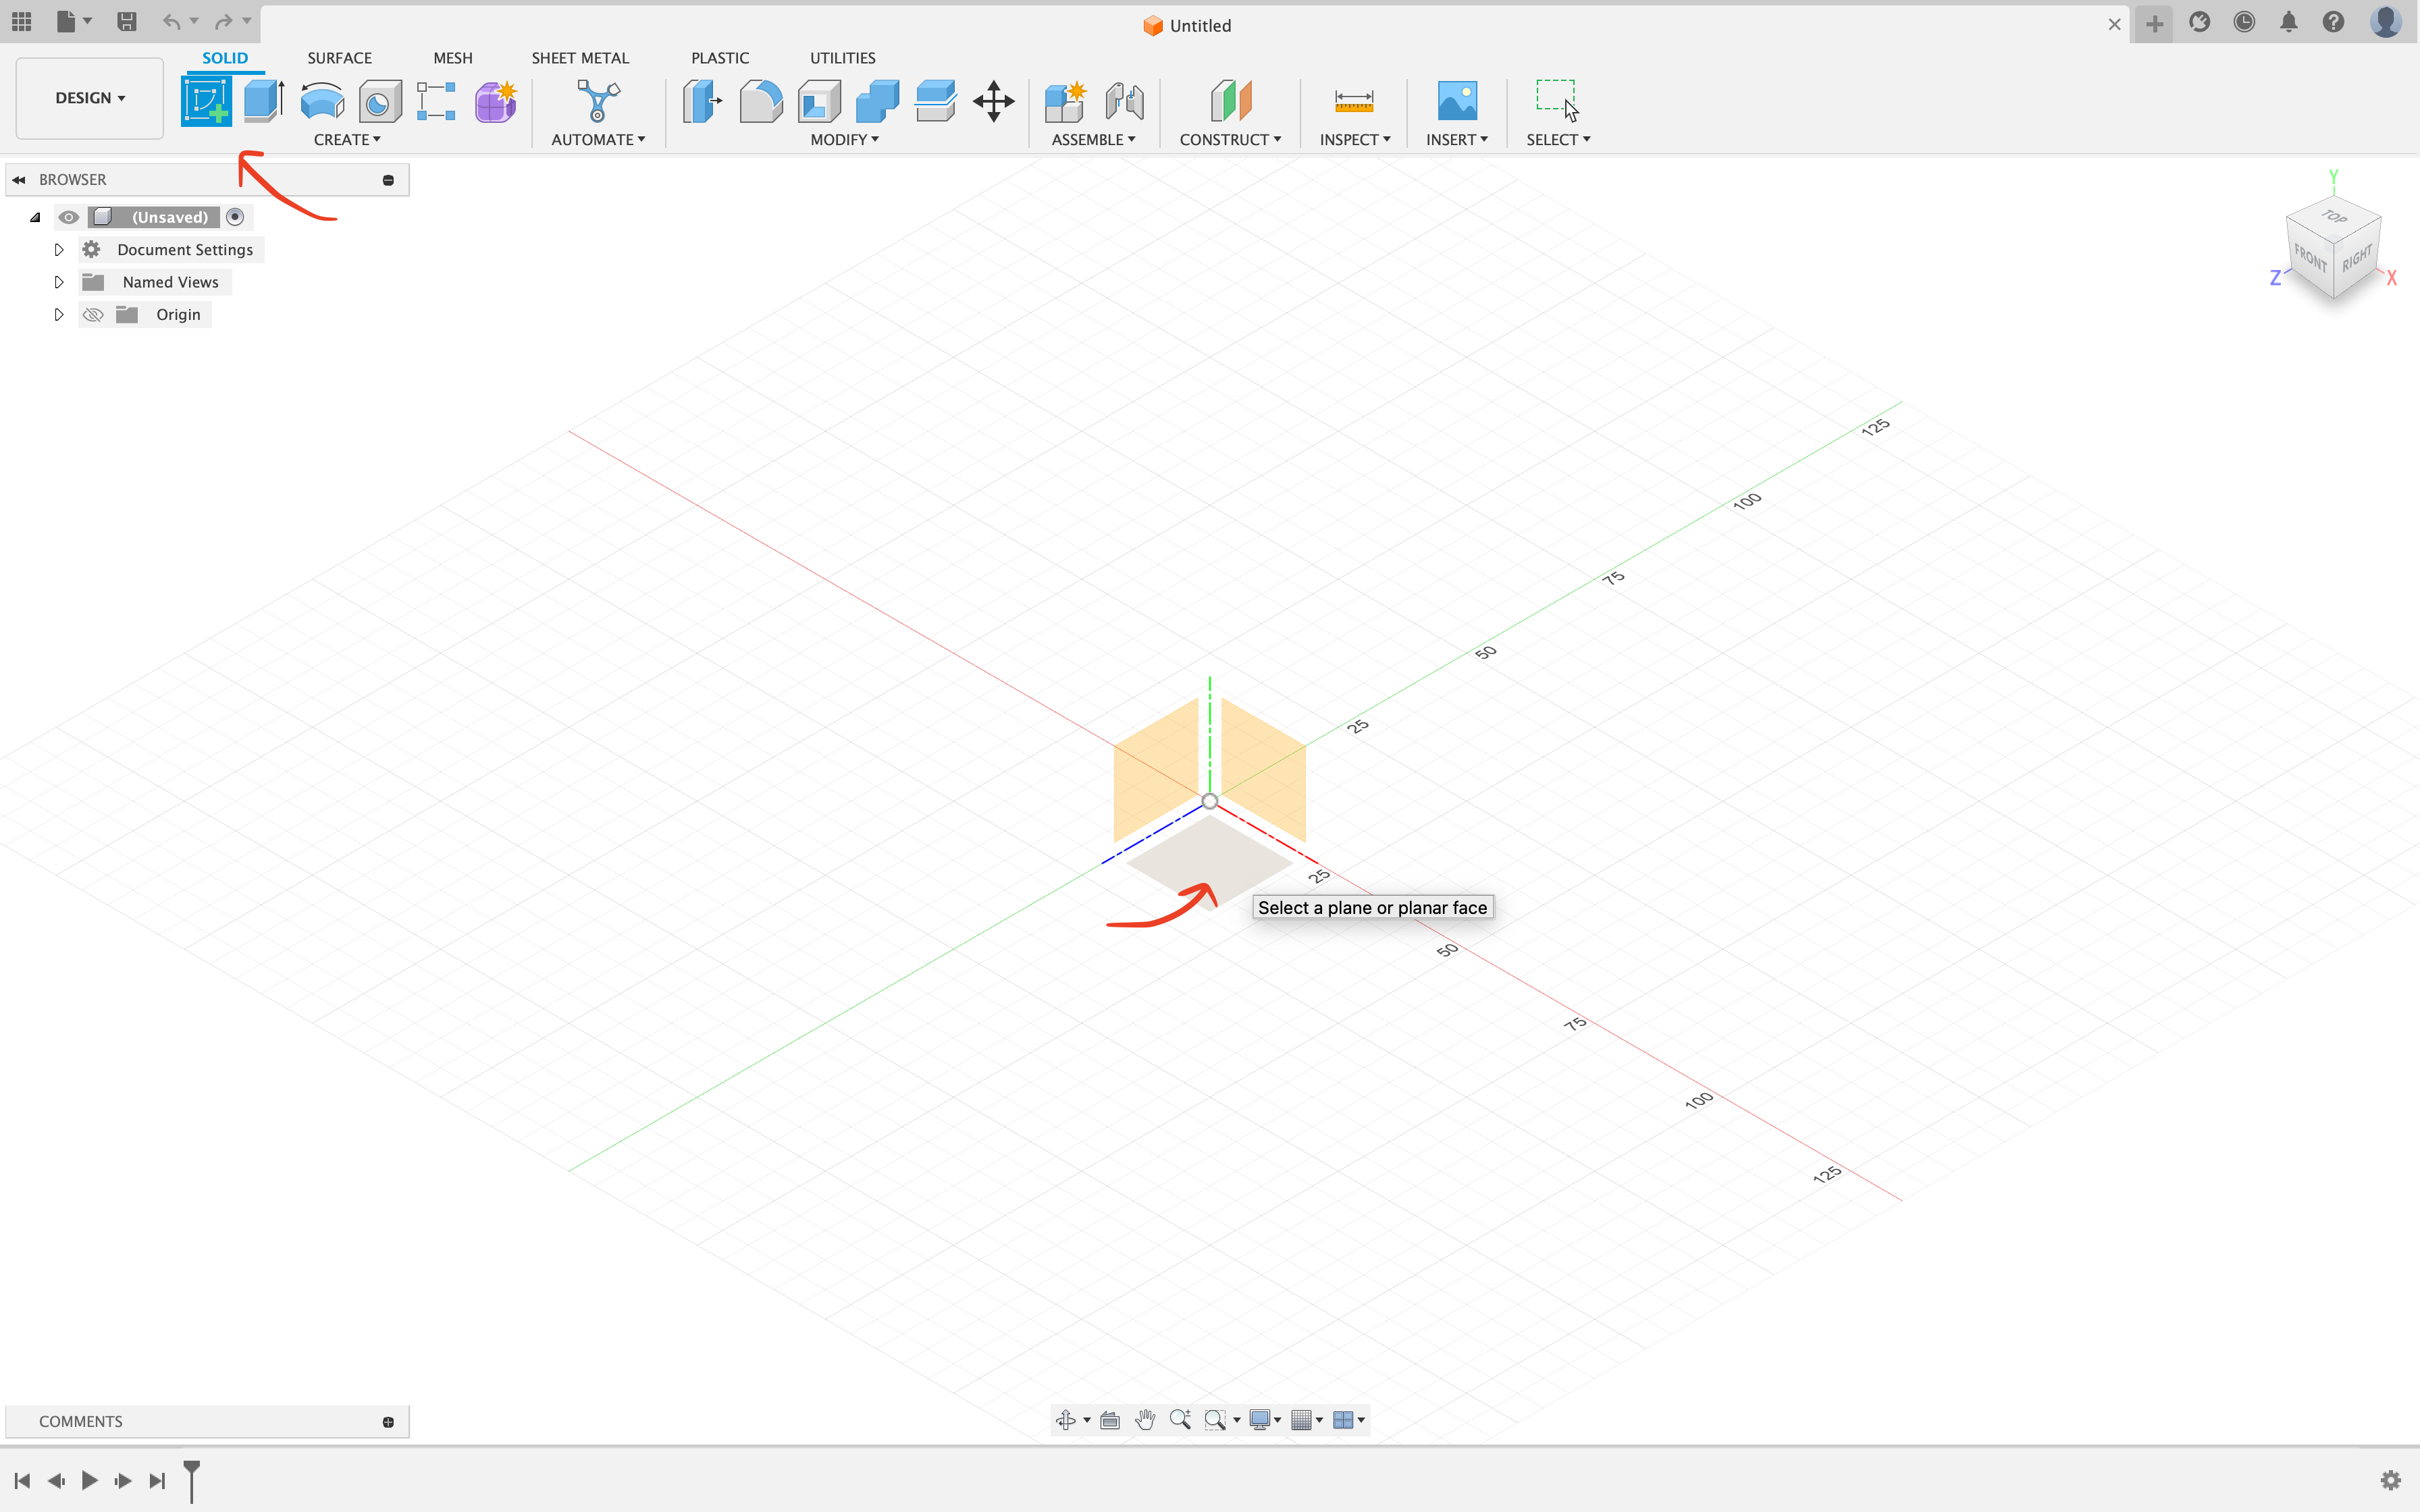 Untitled
SOLID SURFACE MESH SHEET METAL PLASTIC UTILITIES
DESIGN
CREATE AUTOMATE MODIFY ASSEMBLE CONSTRUCT INSPECT INSERT SELECT
BROWSER
(Unsaved)
Document Settings
Named Views
Origin
Y
TOP
FRONT
RIGHT
Z
X
125
100
75
50
25
25
Select a plane or planar face
50
75
100
125
COMMENTS